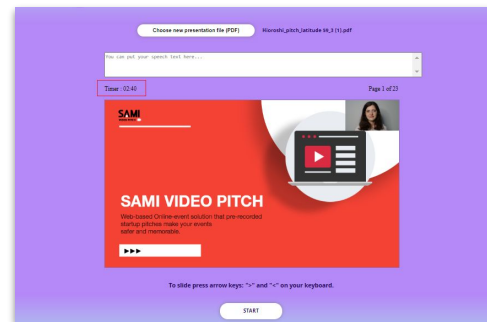 Choose new presentation file (PDF) Hioroshi_pitch_latitude 59_3 (1).pdf
You can put your speech text here...
Timer : 02:40 Page 1 of 23
SAMI
SAMI VIDEO PITCH
Web-based Online-event solution that pre-recorded
startup pitches make your events
safer and memorable.
To slide press arrow keys: ">" and "<" on your keyboard.
START